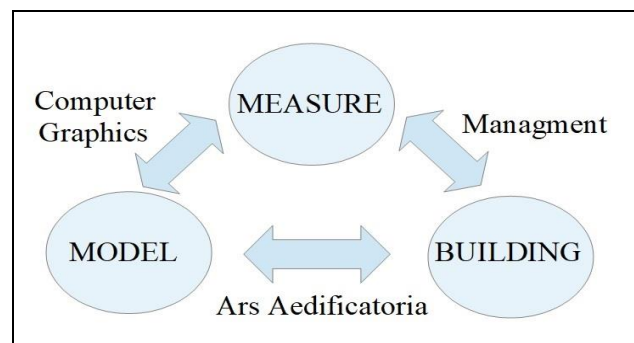 MEASURE
Computer
Graphics
Managment
MODEL
BUILDING
Ars Aedificatoria